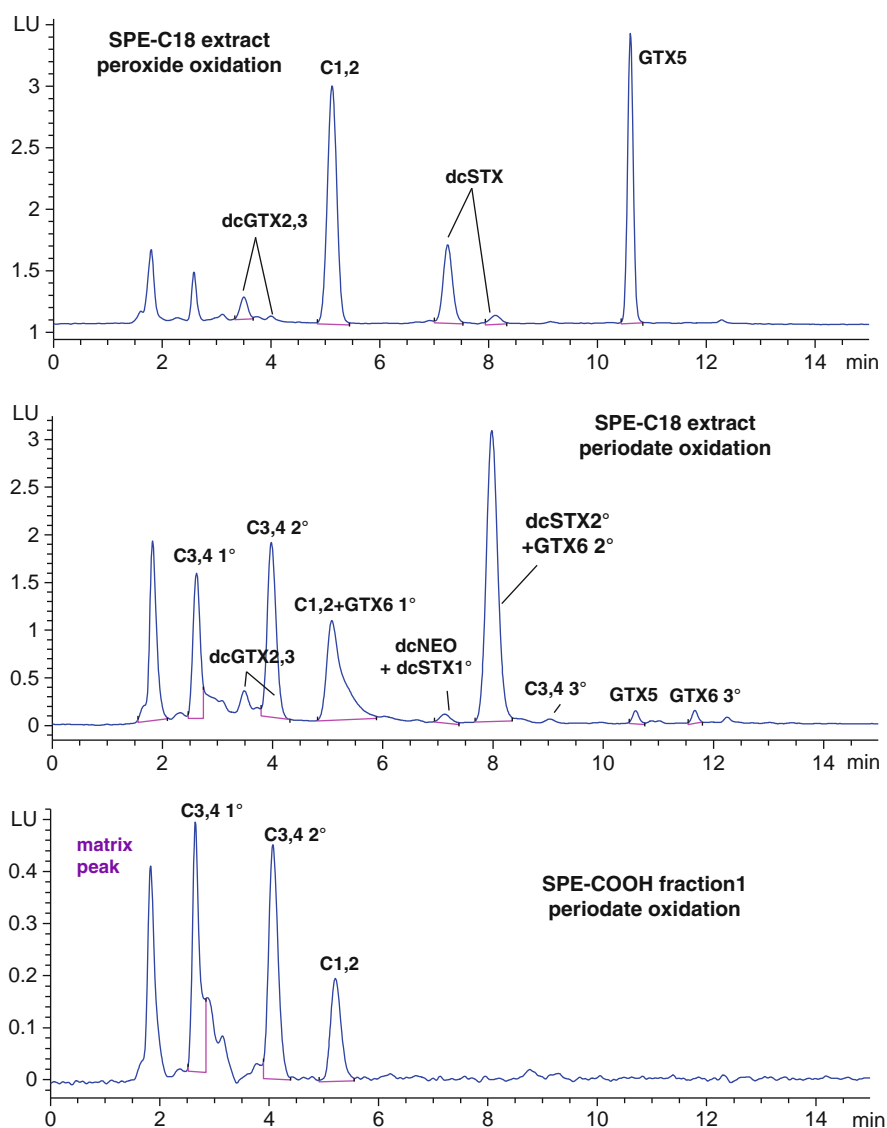 LU
SPE-C18 extract
peroxide oxidation
C1,2
GTX5
3
2.5
dcSTX
2
dcGTX2,3
1.5
1
0 2 4 6 8 10 12 14 min
LU
SPE-C18 extract
periodate oxidation
3
2.5
C3,4 2°
dcSTX2°
+GTX6 2°
2
C3,4 1°
1.5
C1,2+GTX6 1°
1
dcGTX2,3
dcNEO
+ dcSTX1°
0.5
C3,4 3°
GTX5
GTX6 3°
0
0 2 4 6 8 10 12 14 min
LU
C3,4 1°
matrix
peak
C3,4 2°
SPE-COOH fraction1
periodate oxidation
0.4
0.3
C1,2
0.2
0.1
0
0 2 4 6 8 10 12 14 min